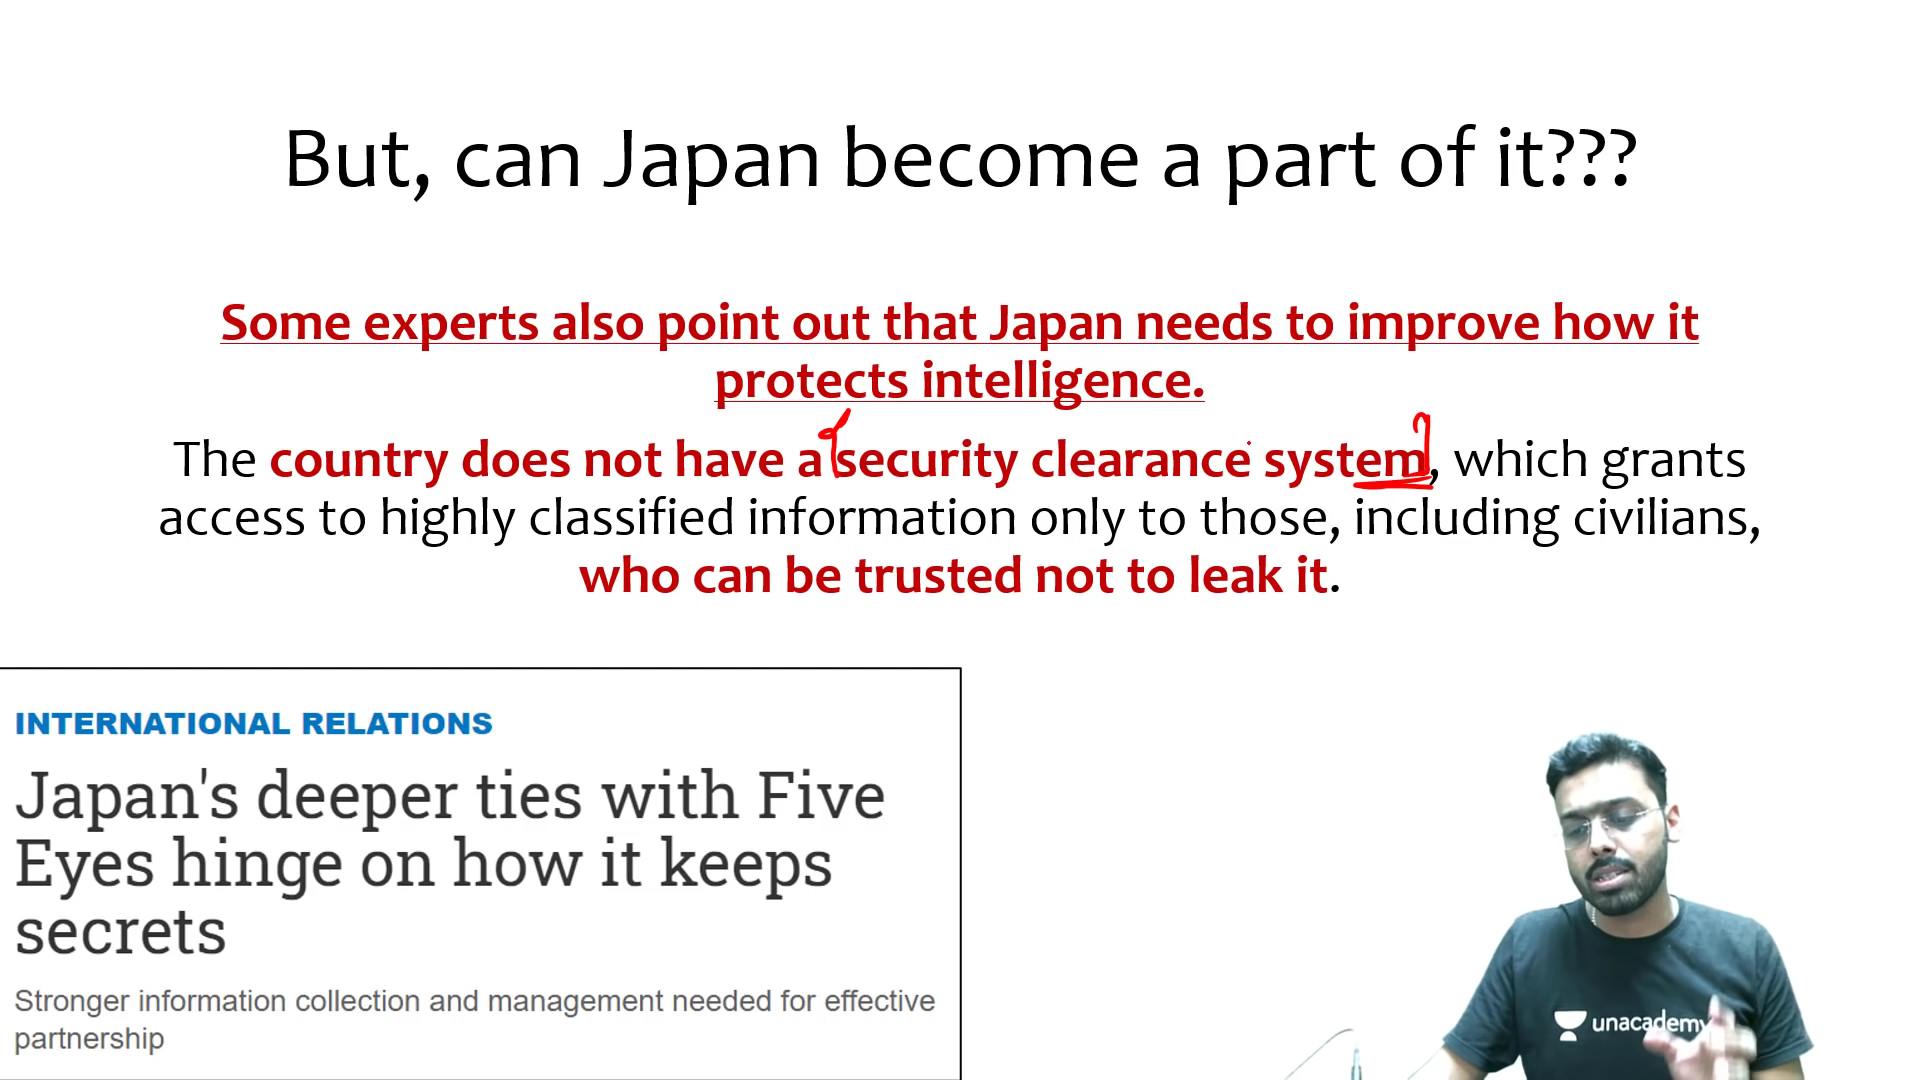 But, can Japan become a part of it???
Some experts also point out that Japan needs to improve how it
protects intelligence.
The country does not have a security clearance system, which grants
access to highly classified information only to those, including civilians,
who can be trusted not to leak it.
INTERNATIONAL RELATIONS
Japan's deeper ties with Five
Eyes hinge on how it keeps
secrets
Stronger information collection and management needed for effective
partnership
unacademy